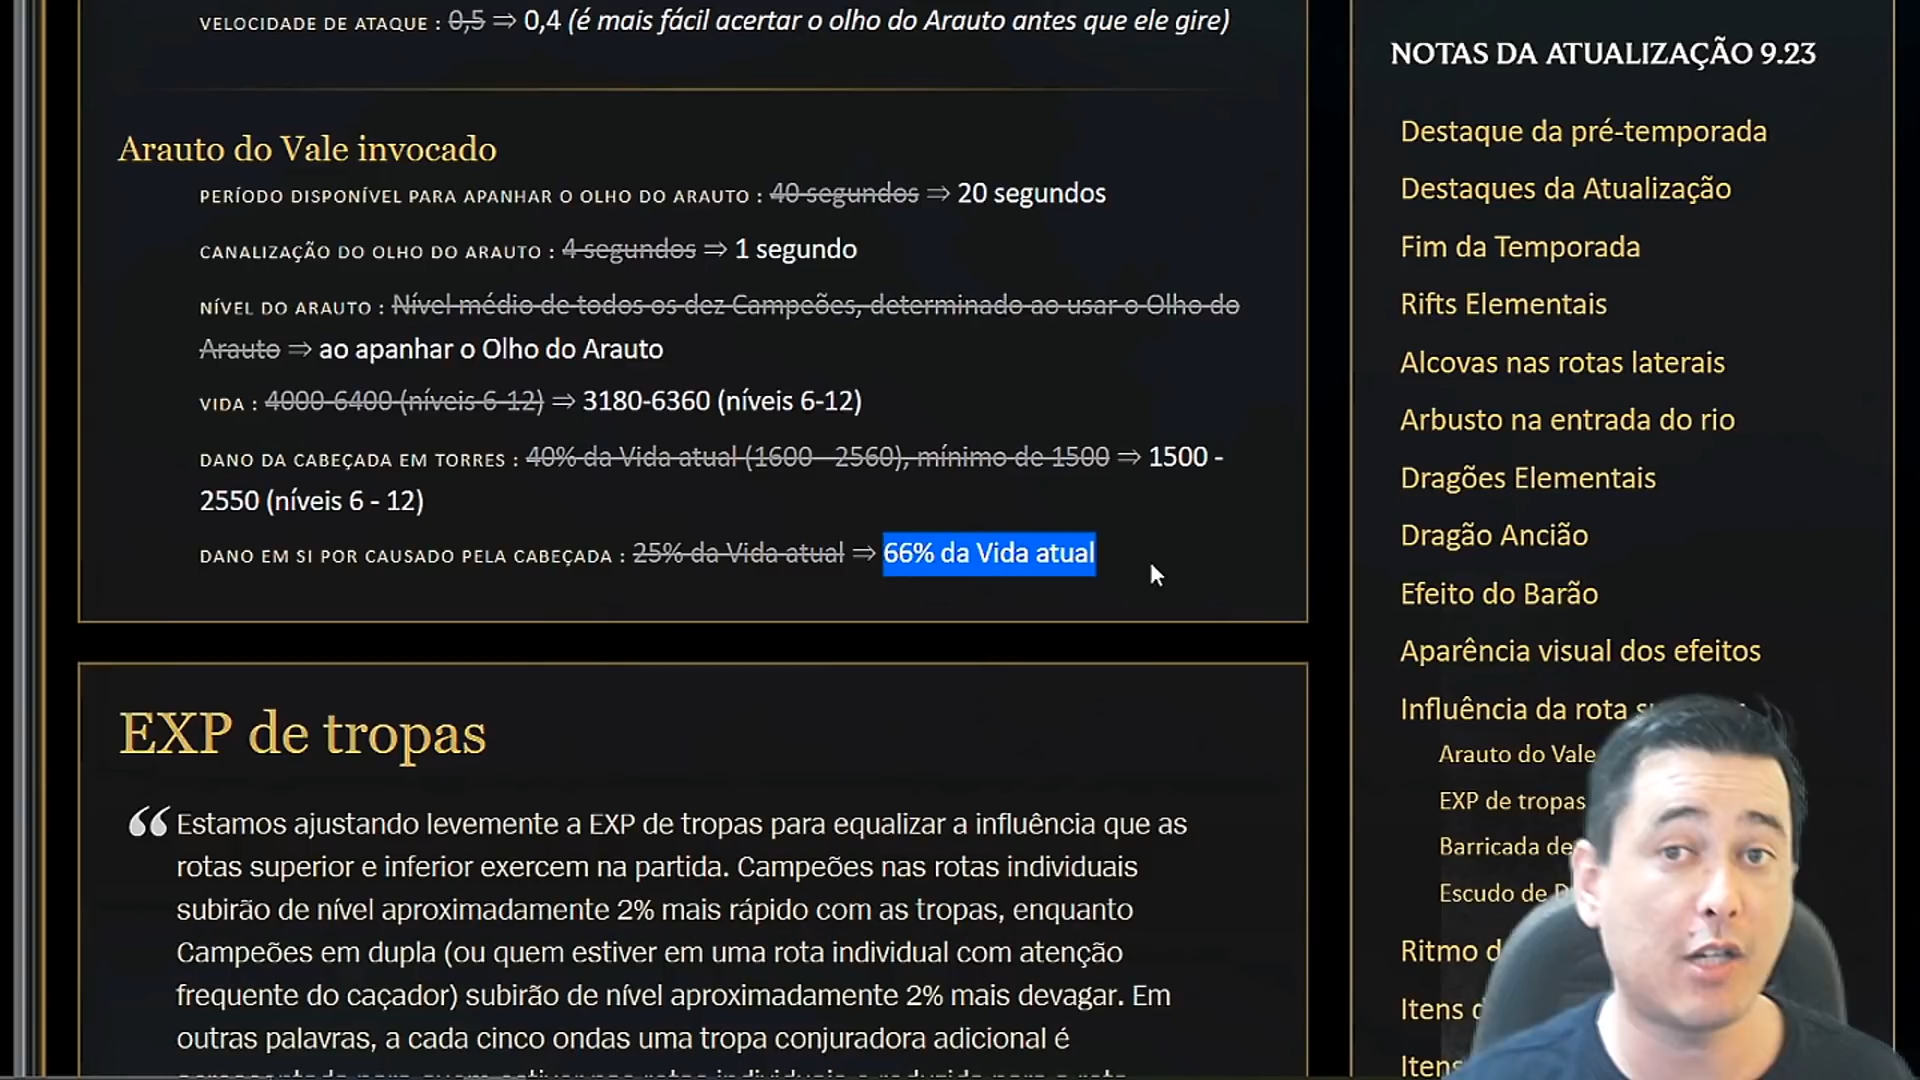 VELOCIDADE DE ATAQUE : 0,5 ⇒ 0,4 (é mais fácil acertar o olho do Arauto antes que ele gire)
Arauto do Vale invocado
PERÍODO DISPONÍVEL PARA APANHAR O OLHO DO ARAUTO : 40 segundos ⇒ 20 segundos
CANALIZAÇÃO DO OLHO DO ARAUTO : 4 segundos ⇒ 1 segundo
NÍVEL DO ARAUTO : Nível médio de todos os dez Campeões, determinado ao usar o Olho do
Arauto ⇒ ao apanhar o Olho do Arauto
VIDA : 4000-6400 (níveis 6-12) ⇒ 3180-6360 (níveis 6-12)
DANO DA CABEÇADA EM TORRES : 40% da Vida atual (1600 - 2560), mínimo de 1500 ⇒ 1500 -
2550 (níveis 6 - 12)
DANO EM SI POR CAUSADO PELA CABEÇADA : 25% da Vida atual ⇒ 66% da Vida atual
EXP de tropas
“Estamos ajustando levemente a EXP de tropas para equalizar a influência que as
rotas superior e inferior exercem na partida. Campeões nas rotas individuais
subirão de nível aproximadamente 2% mais rápido com as tropas, enquanto
Campeões em dupla (ou quem estiver em uma rota individual com atenção
frequente do caçador) subirão de nível aproximadamente 2% mais devagar. Em
outras palavras, a cada cinco ondas uma tropa conjuradora adicional é
NOTAS DA ATUALIZAÇÃO 9.23
Destaque da pré-temporada
Destaques da Atualização
Fim da Temporada
Rifts Elementais
Alcovas nas rotas laterais
Arbusto na entrada do rio
Dragões Elementais
Dragão Ancião
Efeito do Barão
Aparência visual dos efeitos
Influência da rota
Arauto do Vale
EXP de tropas
Barricada de
Escudo de
Ritmo
Itens
Itens